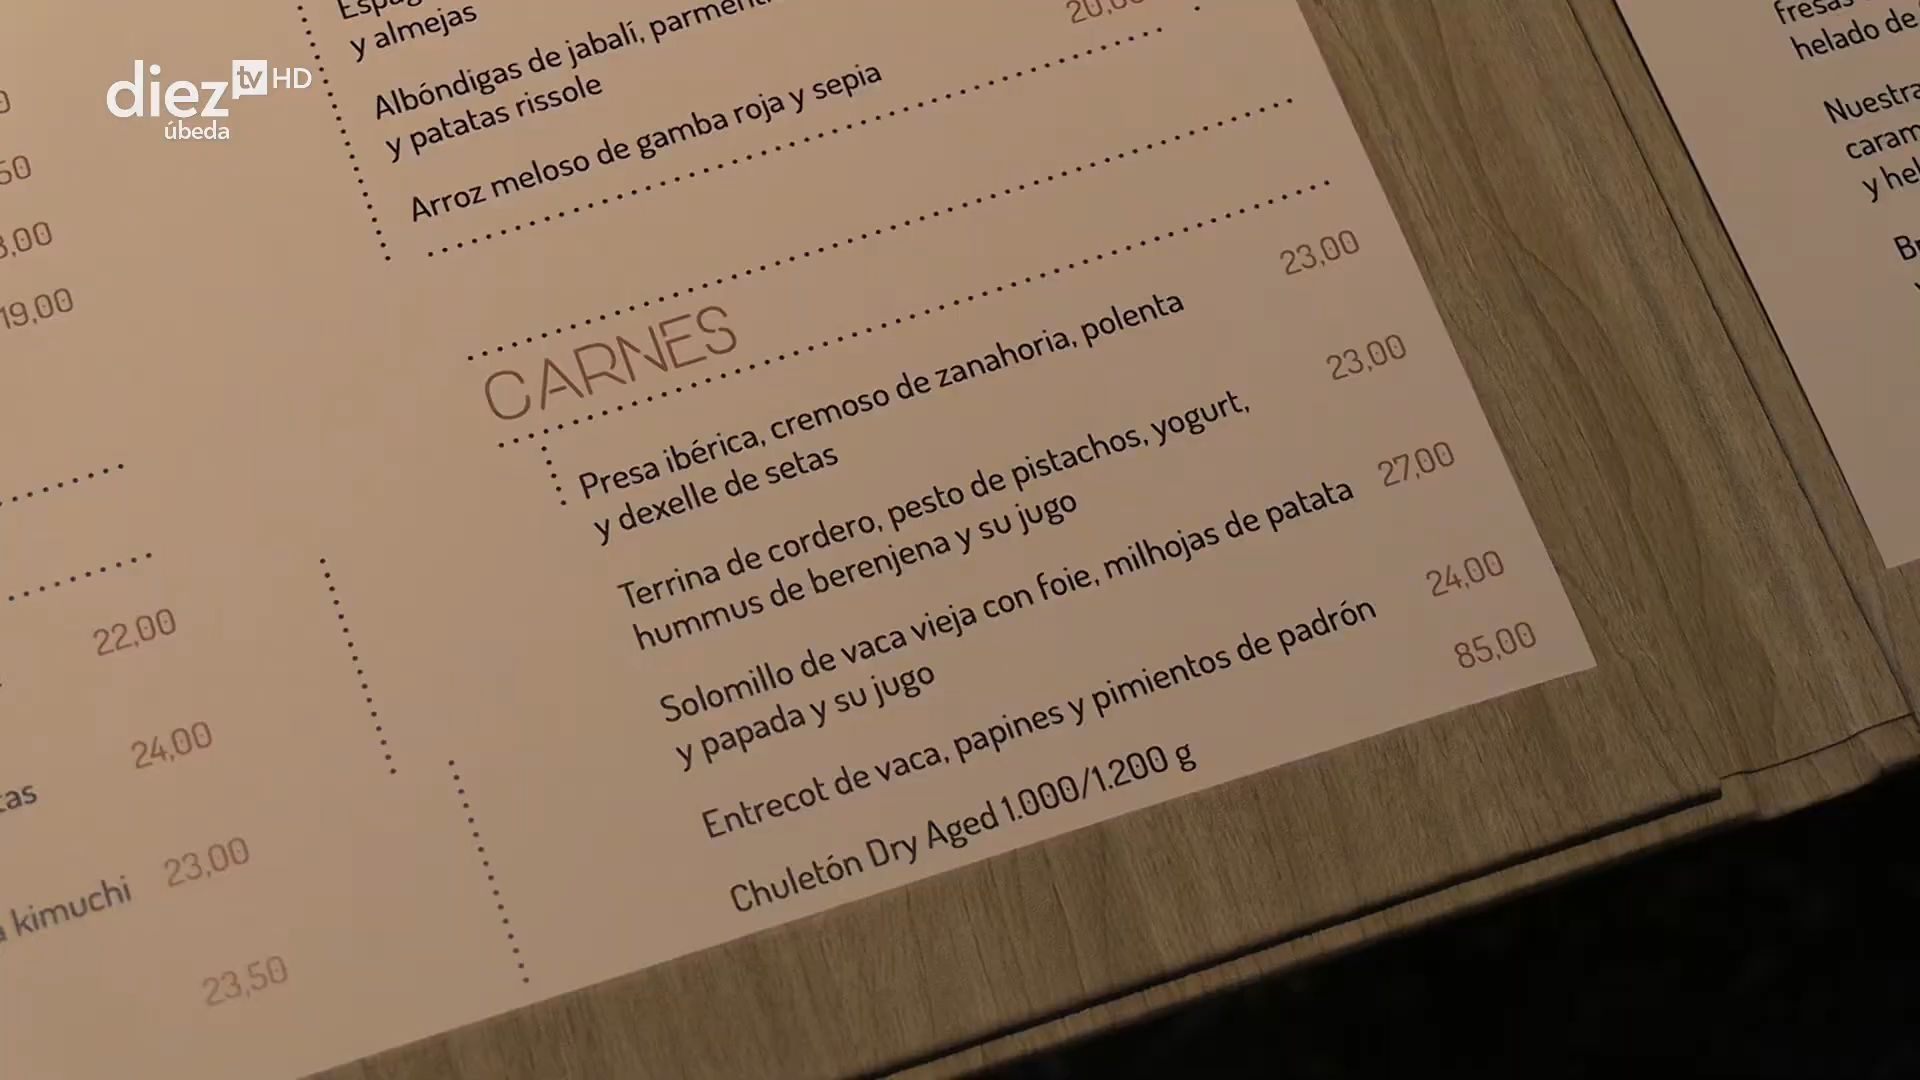 diez tv HD
úbeda
50
19,00
22,00
24,00
kimuchi 23,00
23,50
y almejas
Albóndigas de jabalí,
y patatas rissole
Arroz meloso de gamba roja y sepia
CARNES
Presa ibérica, cremoso de zanahoria, polenta 23,00
y dexelle de setas
Terrina de cordero, pesto de pistachos, yogurt, 23,00
hummus de berenjena y su jugo
Solomillo de vaca vieja con foie, milhojas de patata 27,00
y papada y su jugo
Entrecot de vaca, papines y pimientos de padrón 24,00
Chuletón Dry Aged 1.000/1.200 g 85,00
helado de
Nuestra